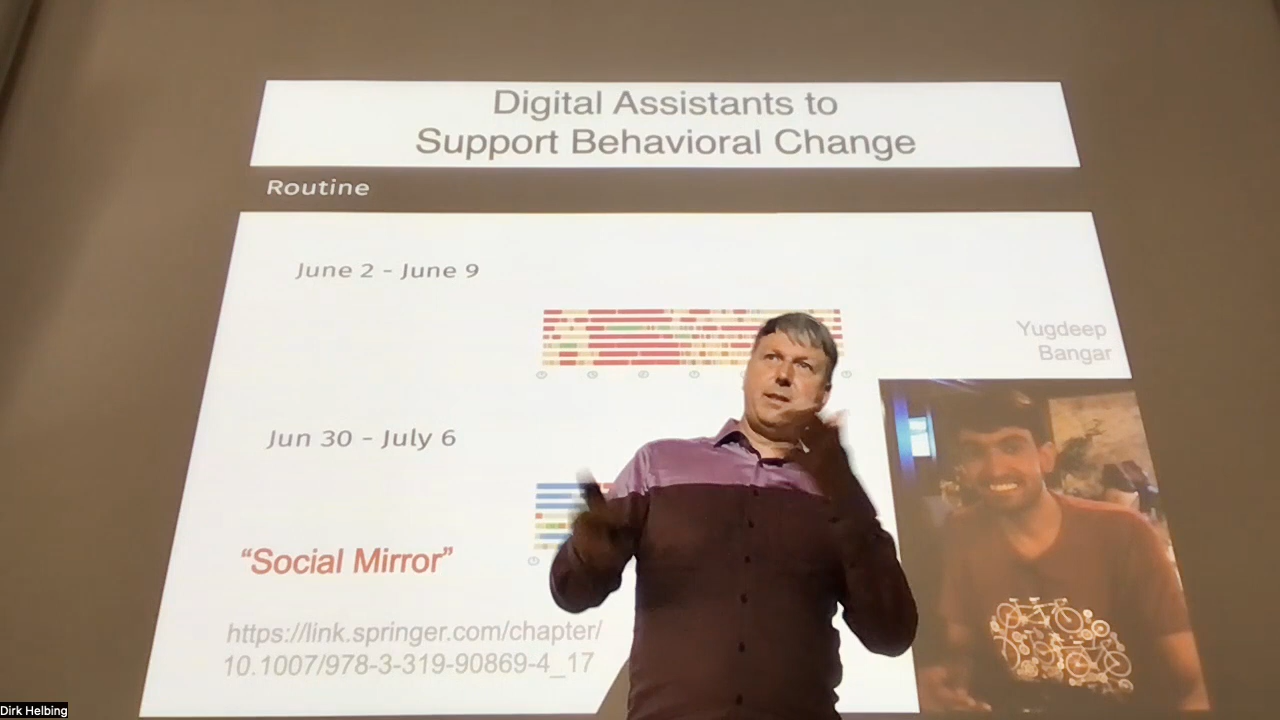 Digital Assistants to
Support Behavioral Change
Routine
June 2 - June 9
Yugdeep
Bangar
Jun 30 - July 6
“Social Mirror”
https://link.springer.com/chapter/
10.1007/978-3-319-90869-4_17
Dirk Helbing